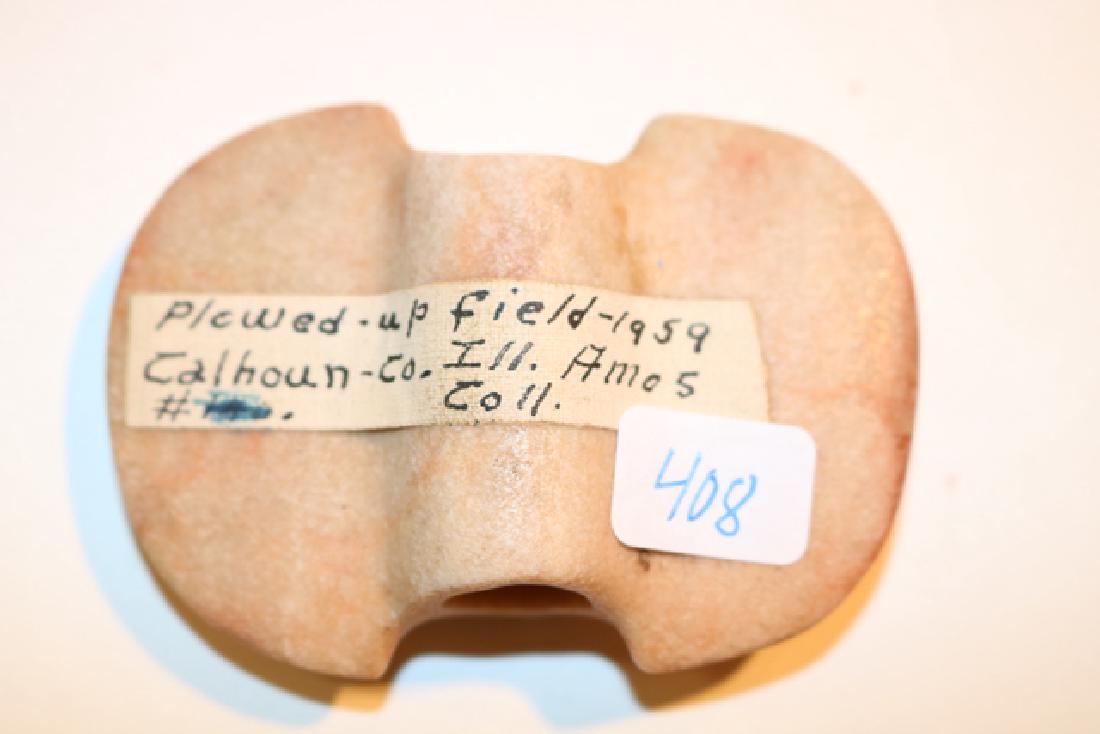 Plowed-up field-1959
Calhoun-Co. Ill. Amos
# Coll.
408